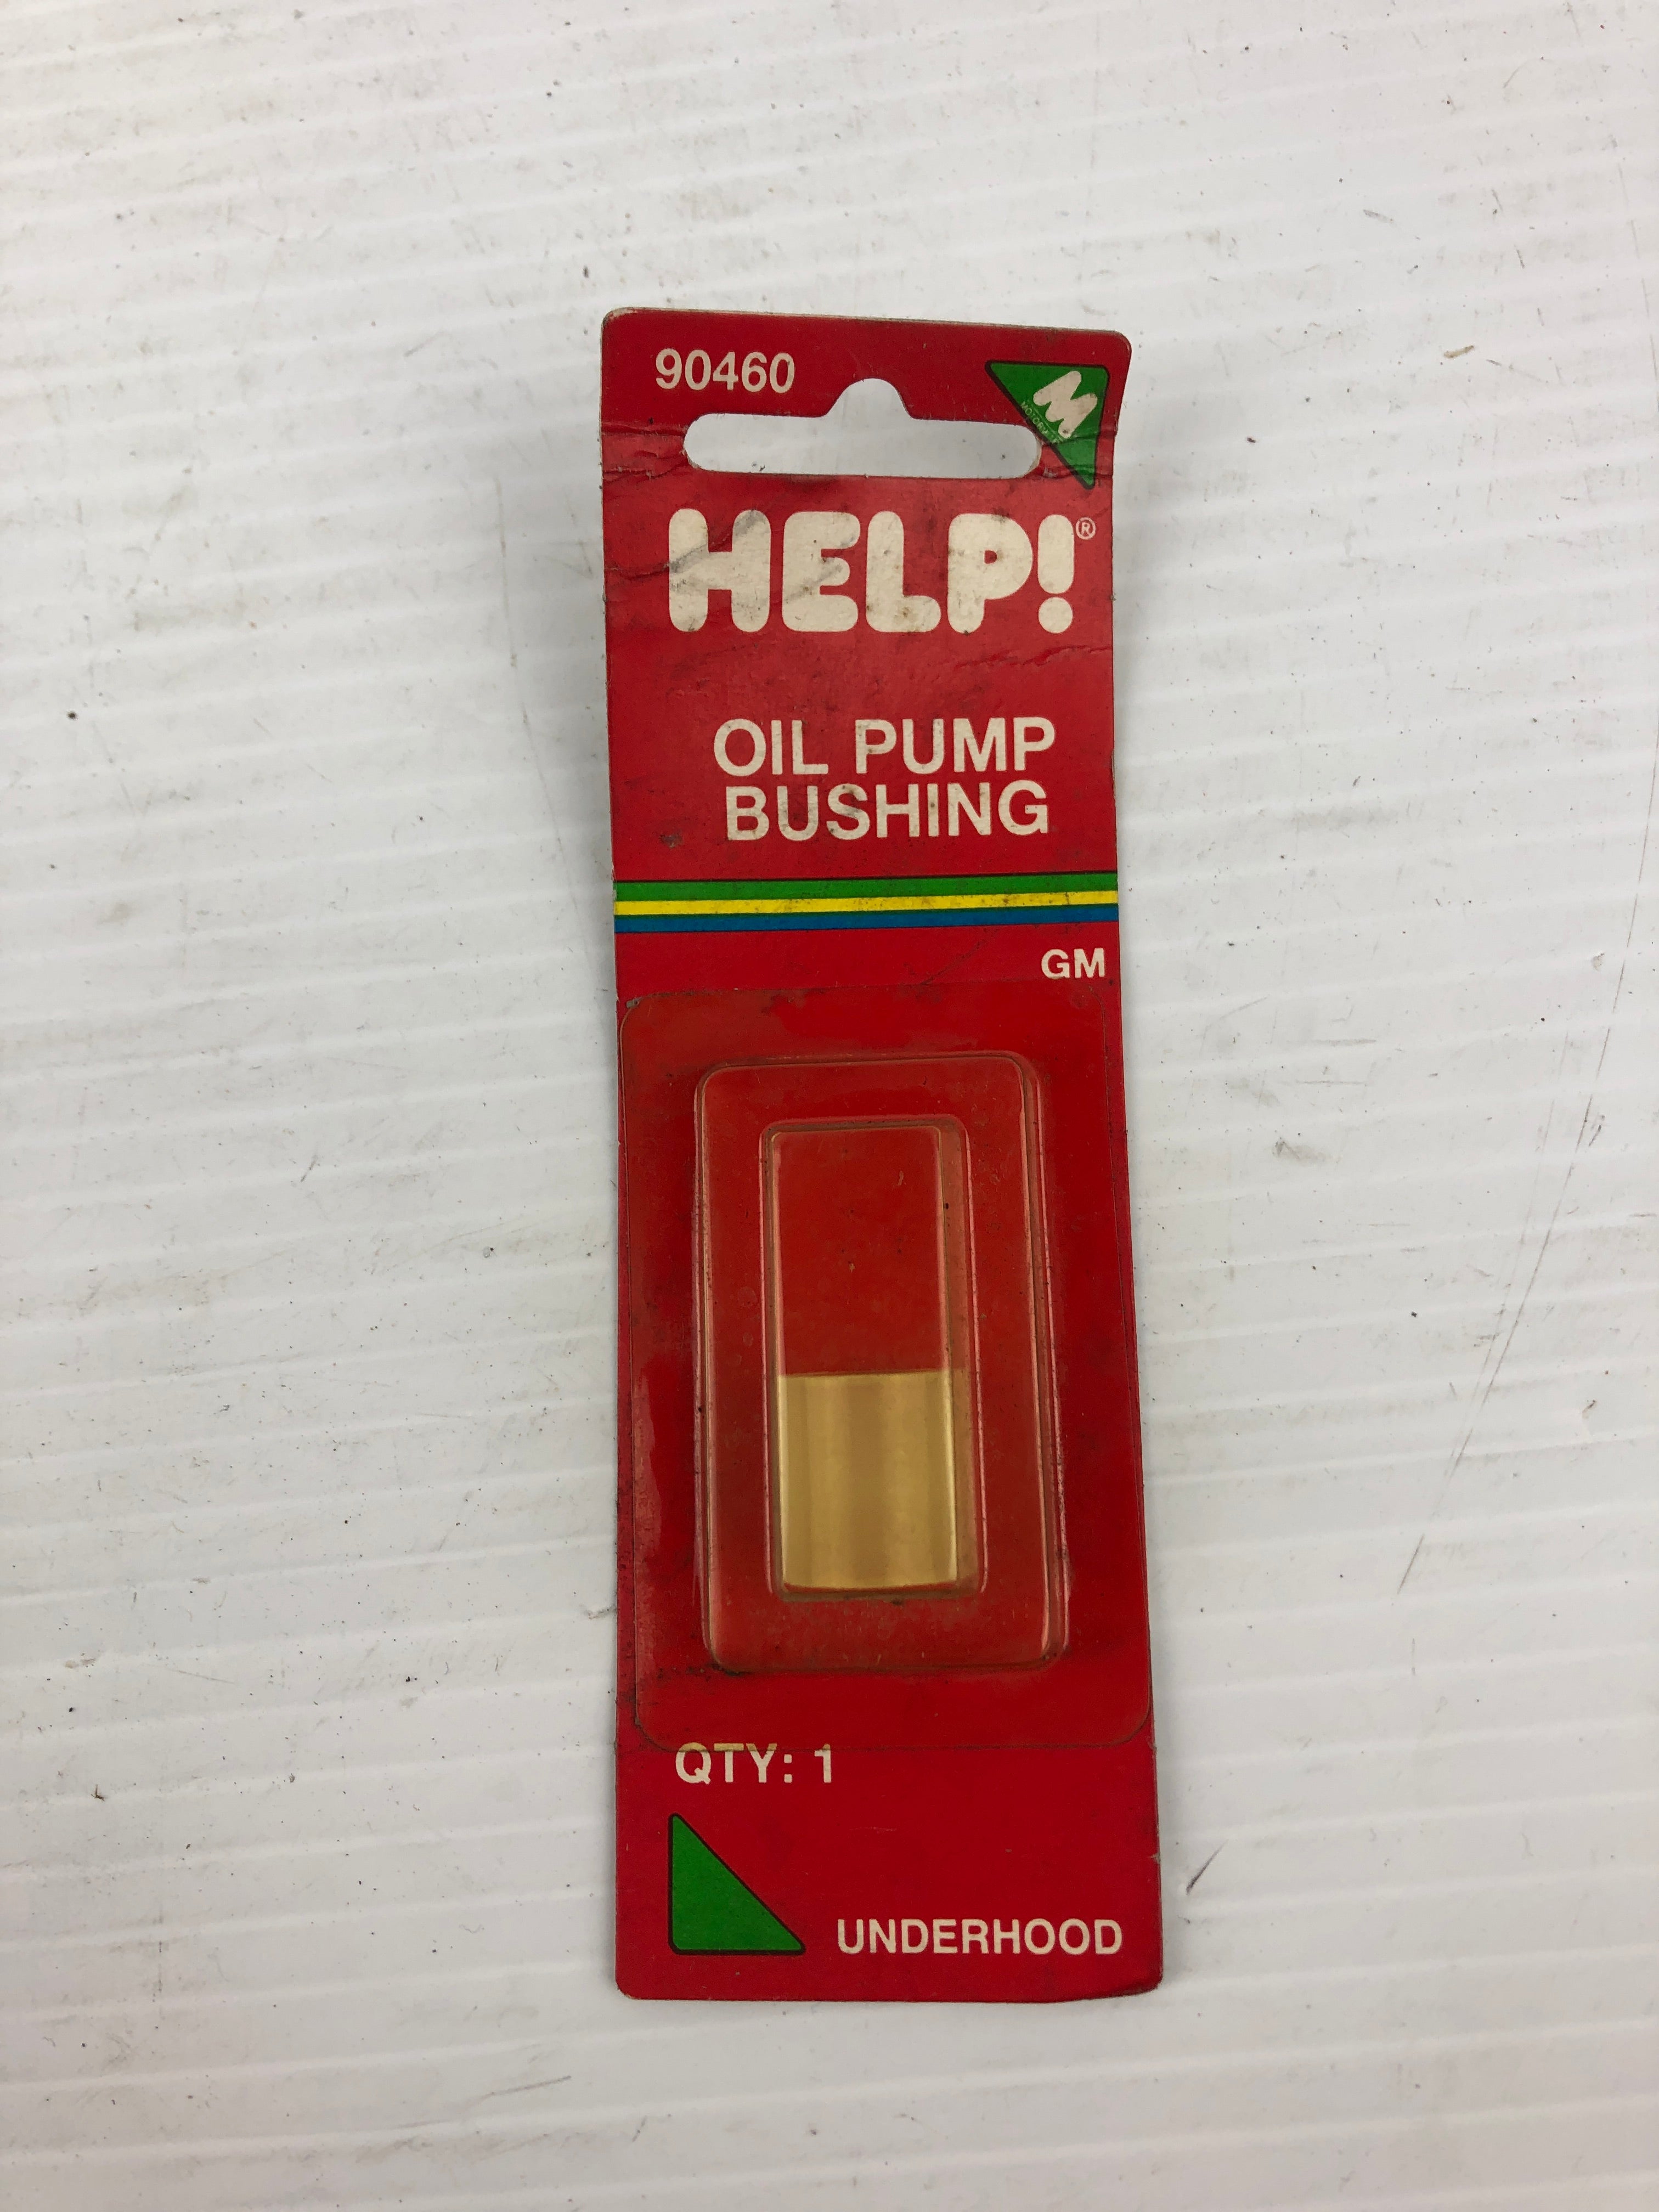 90460
M
HELP!®
OIL PUMP
BUSHING
GM
QTY: 1
UNDERHOOD